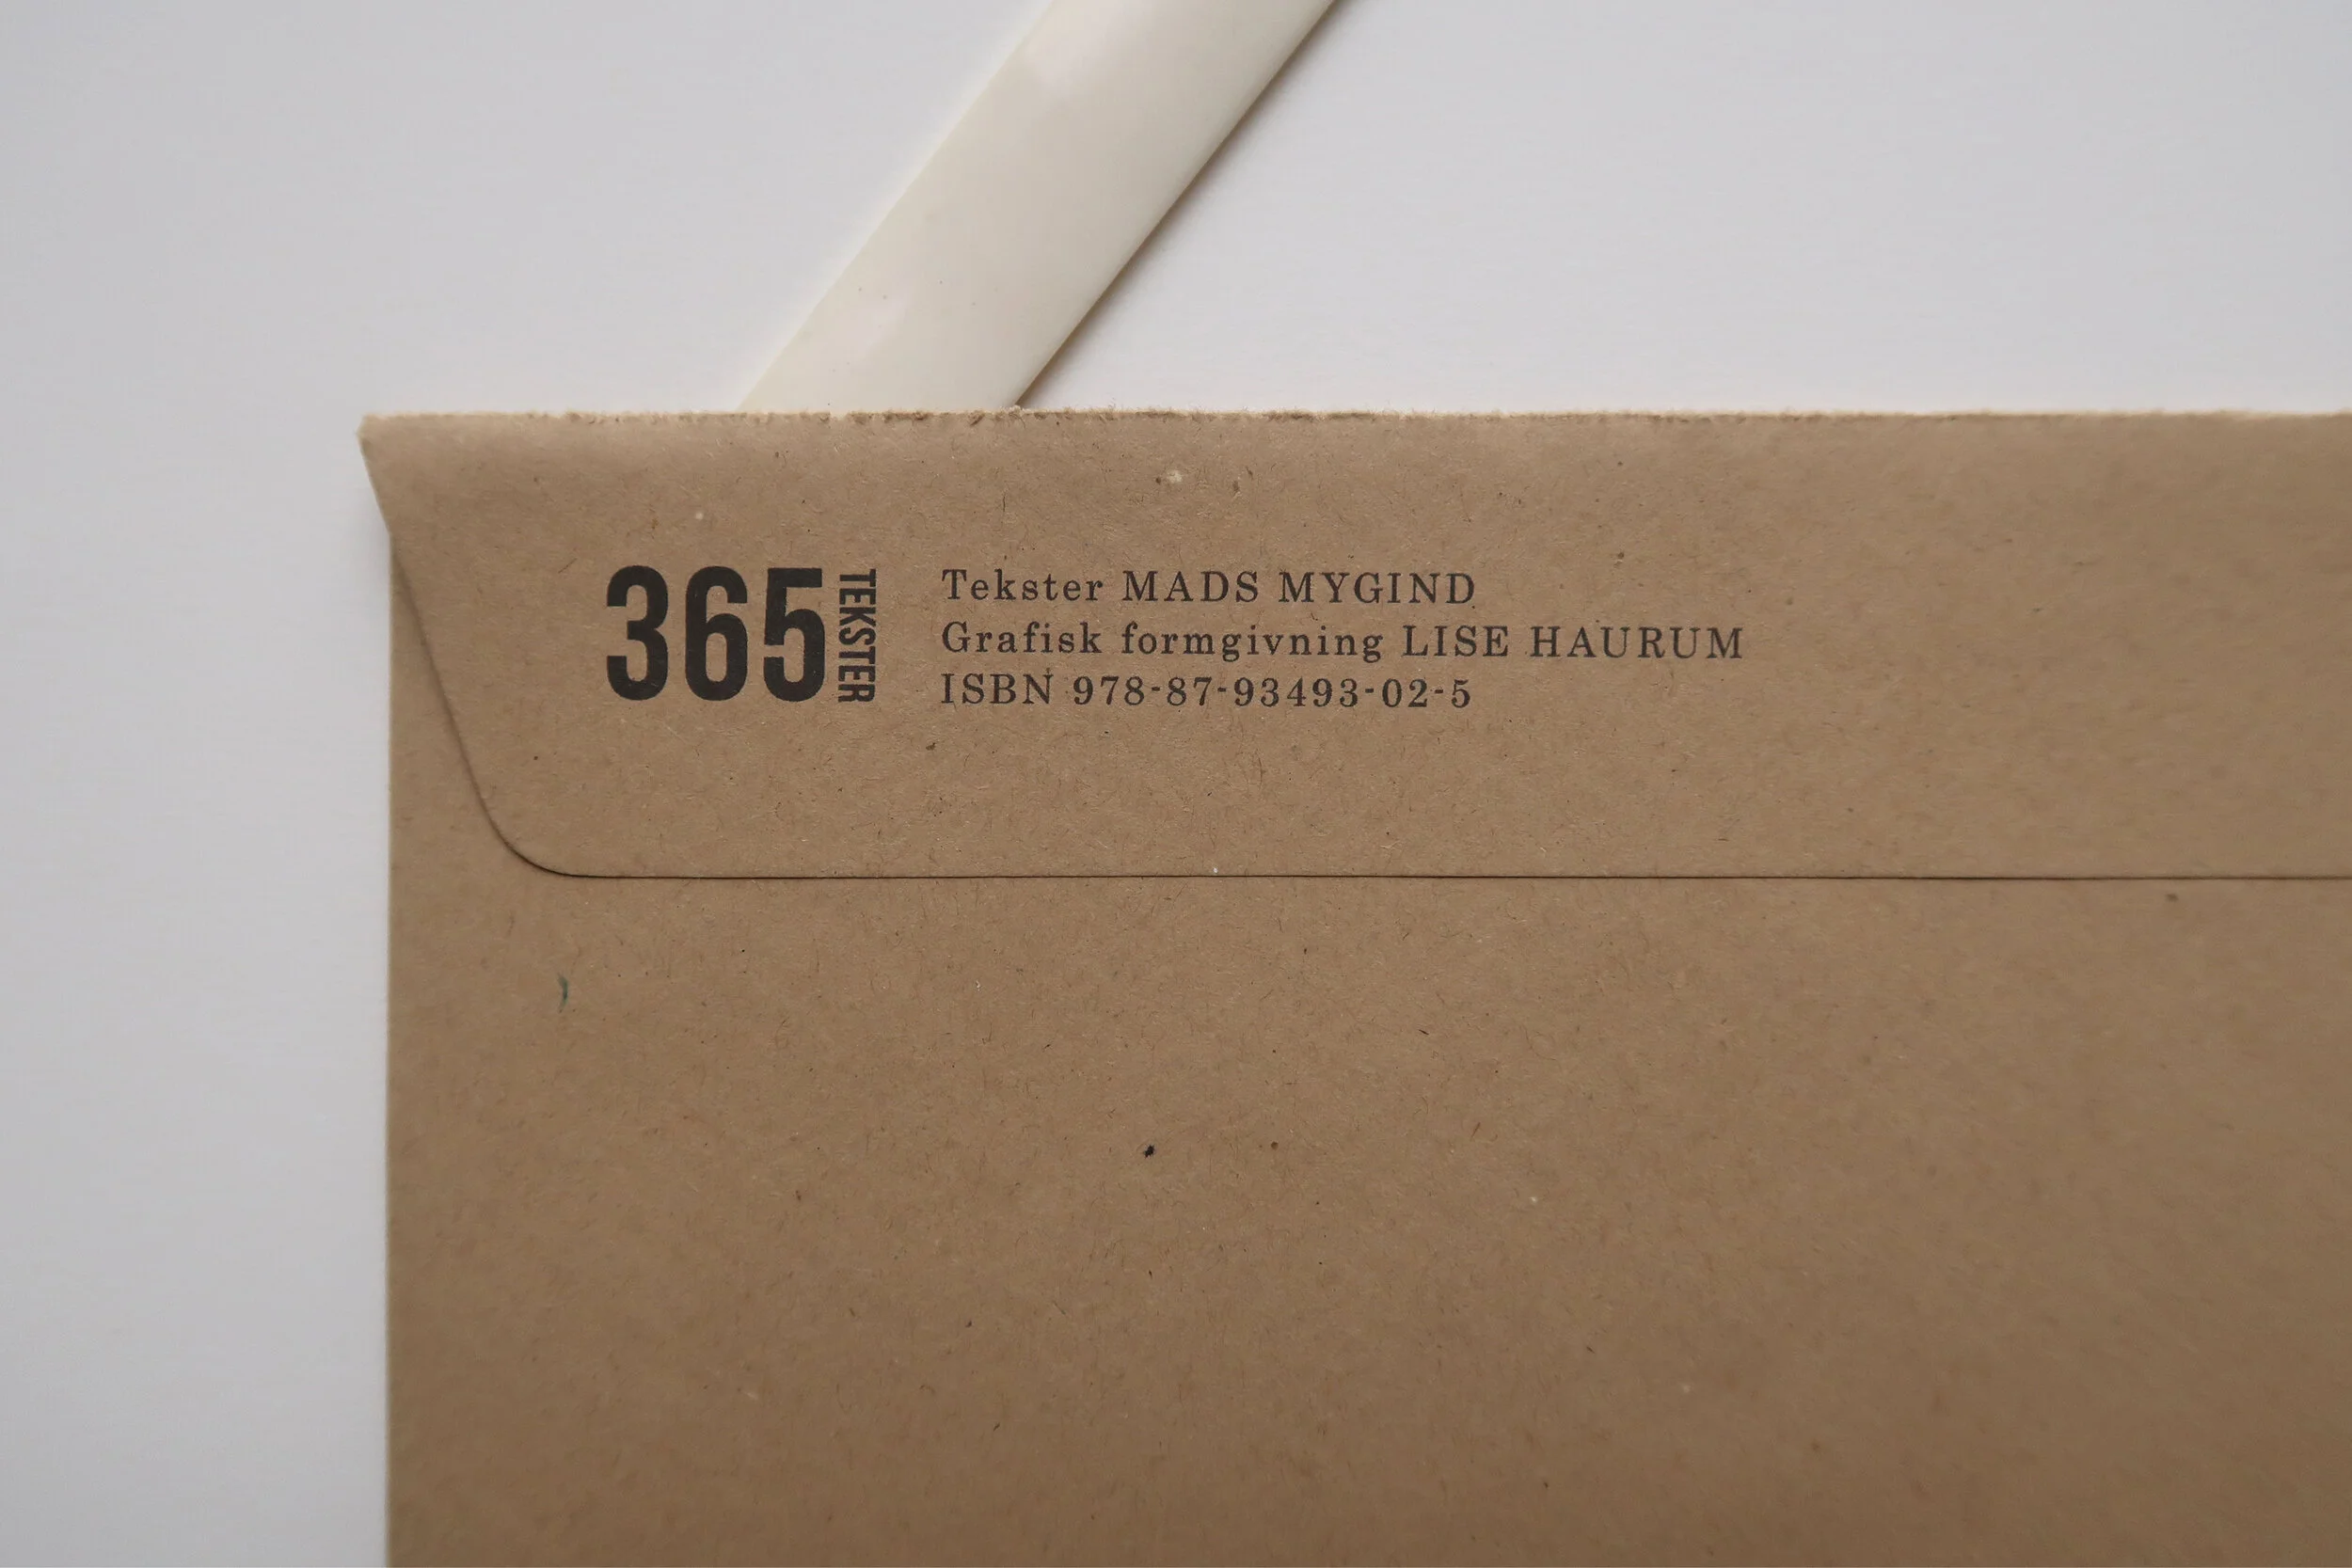 365 TEKSTER
Tekster MADS MYGIND
Grafisk formgivning LISE HAURUM
ISBN 978-87-93493-02-5